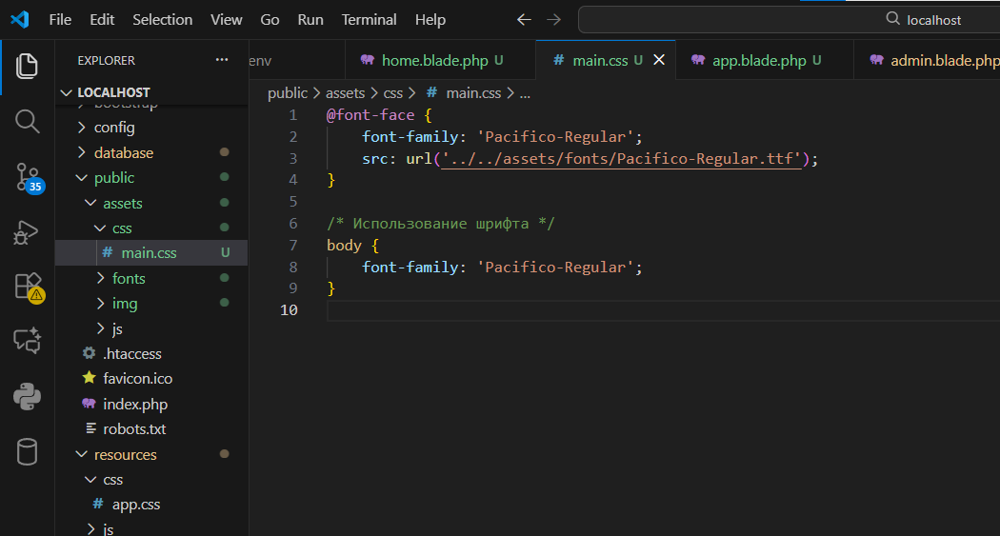 File Edit Selection View Go Run Terminal Help
localhost
EXPLORER ...
env
home.blade.php U
main.css U
app.blade.php U
admin.blade.php
LOCALHOST
bootstrap
config
database
public
assets
css
main.css U
fonts
img
js
.htaccess
favicon.ico
index.php
robots.txt
resources
css
app.css
js
35
public > assets > css > # main.css > ...
1 @font-face {
2 font-family: 'Pacifico-Regular';
3 src: url('../../assets/fonts/Pacifico-Regular.ttf');
4 }
5
6 /* Использование шрифта */
7 body {
8 font-family: 'Pacifico-Regular';
9 }
10